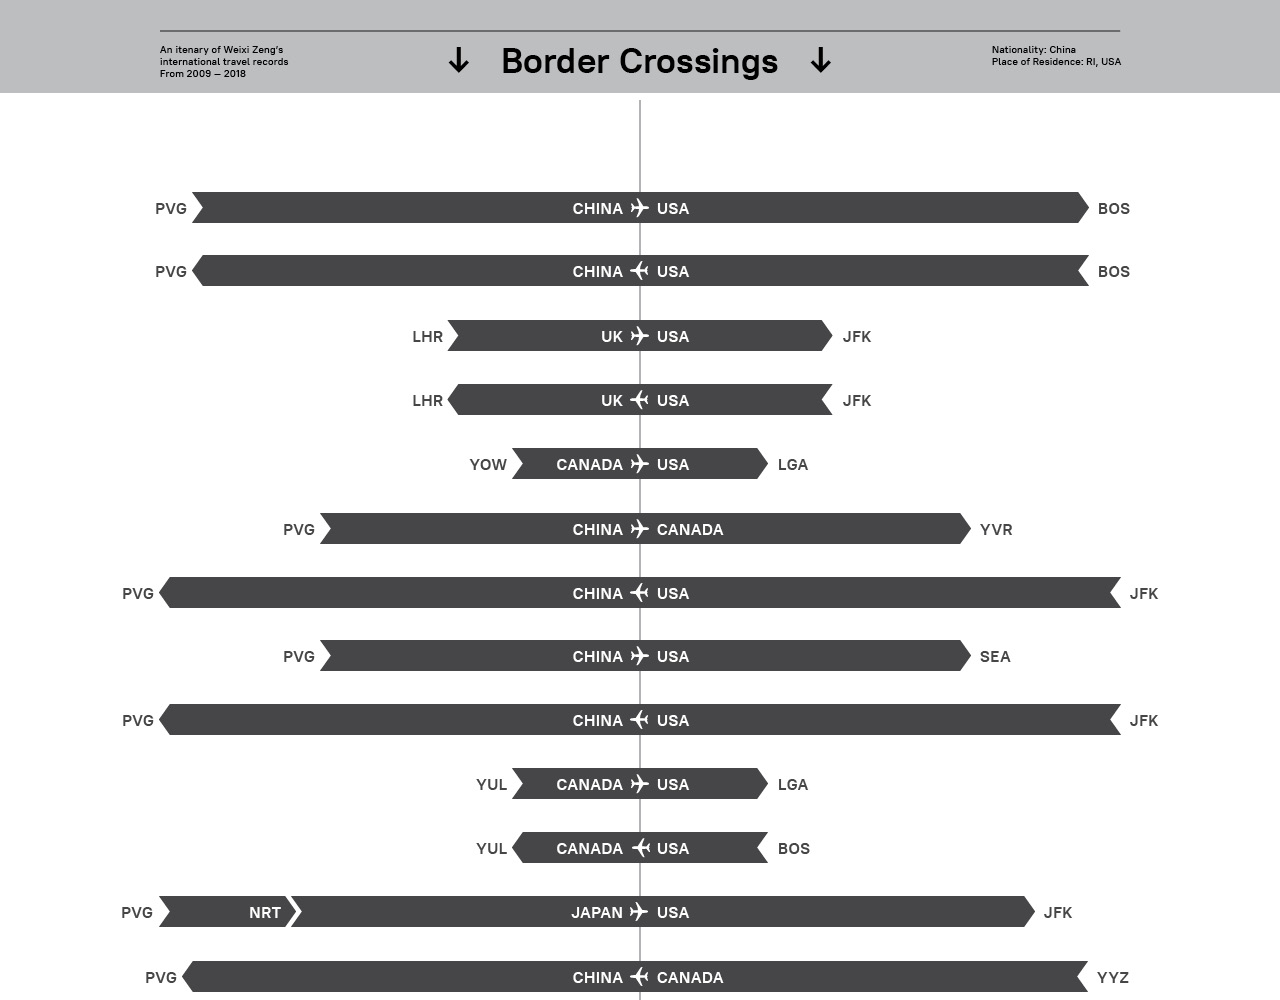 An itenary of Weixi Zeng's
international travel records
From 2009 — 2018
↓ Border Crossings ↓
Nationality: China
Place of Residence: RI, USA
PVG CHINA USA BOS
PVG CHINA USA BOS
LHR UK USA JFK
LHR UK USA JFK
YOW CANADA USA LGA
PVG CHINA CANADA YVR
PVG CHINA USA JFK
PVG CHINA USA SEA
PVG CHINA USA JFK
YUL CANADA USA LGA
YUL CANADA USA BOS
PVG NRT JAPAN USA JFK
PVG CHINA CANADA YYZ